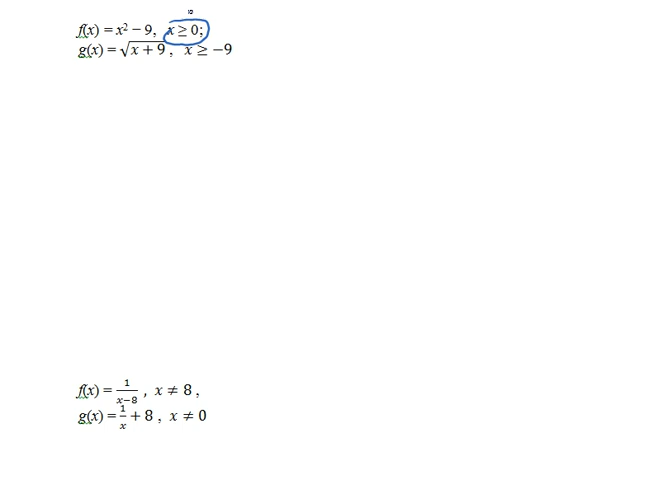 f(x) = x² − 9, x ≥ 0;
g(x) = √(x + 9), x ≥ −9
f(x) = 1/(x−8), x ≠ 8,
g(x) = 1/x + 8, x ≠ 0